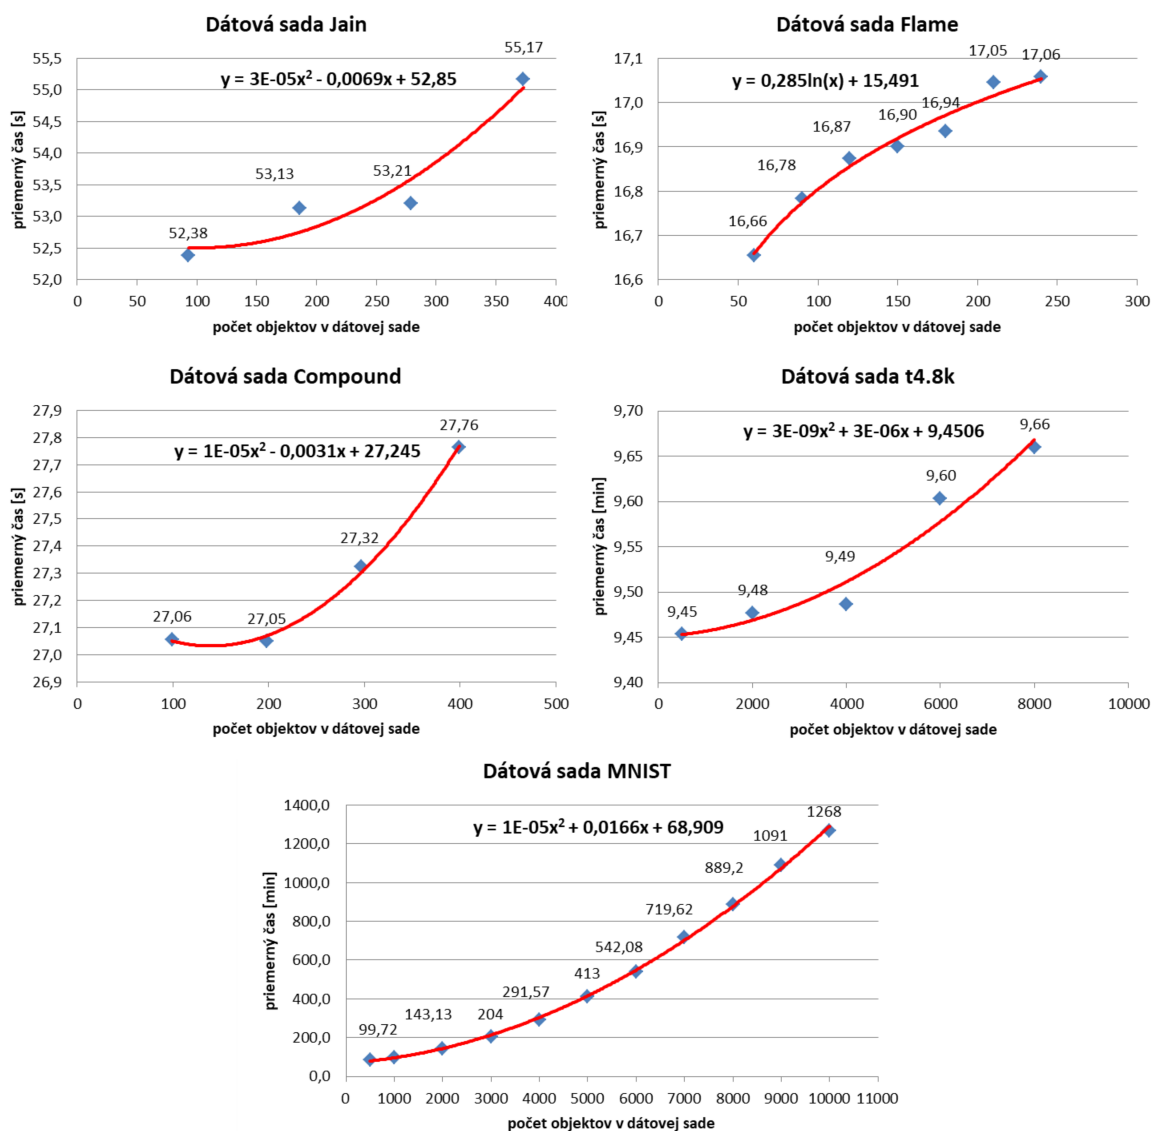 Dátová sada Jain
y = 3E-05x² - 0,0069x + 52,85
priemerný čas [s]
55,5
55,0
54,5
54,0
53,5
53,0
52,5
52,0
52,38
53,13
53,21
55,17
0 50 100 150 200 250 300 350 400
počet objektov v dátovej sade
Dátová sada Flame
y = 0,285ln(x) + 15,491
priemerný čas [s]
17,1
17,0
16,9
16,8
16,7
16,6
16,66
16,78
16,87
16,90
16,94
17,05
17,06
0 50 100 150 200 250 300
počet objektov v dátovej sade
Dátová sada Compound
y = 1E-05x² - 0,0031x + 27,245
priemerný čas [s]
27,9
27,8
27,7
27,6
27,5
27,4
27,3
27,2
27,1
27,0
26,9
27,06
27,05
27,32
27,76
0 100 200 300 400 500
počet objektov v dátovej sade
Dátová sada t4.8k
y = 3E-09x² + 3E-06x + 9,4506
priemerný čas [min]
9,70
9,65
9,60
9,55
9,50
9,45
9,40
9,45
9,48
9,49
9,60
9,66
0 2000 4000 6000 8000 10000
počet objektov v dátovej sade
Dátová sada MNIST
y = 1E-05x² + 0,0166x + 68,909
priemerný čas [min]
1400,0
1200,0
1000,0
800,0
600,0
400,0
200,0
0,0
99,72
143,13
204
291,57
413
542,08
719,62
889,2
1091
1268
0 1000 2000 3000 4000 5000 6000 7000 8000 9000 10000 11000
počet objektov v dátovej sade